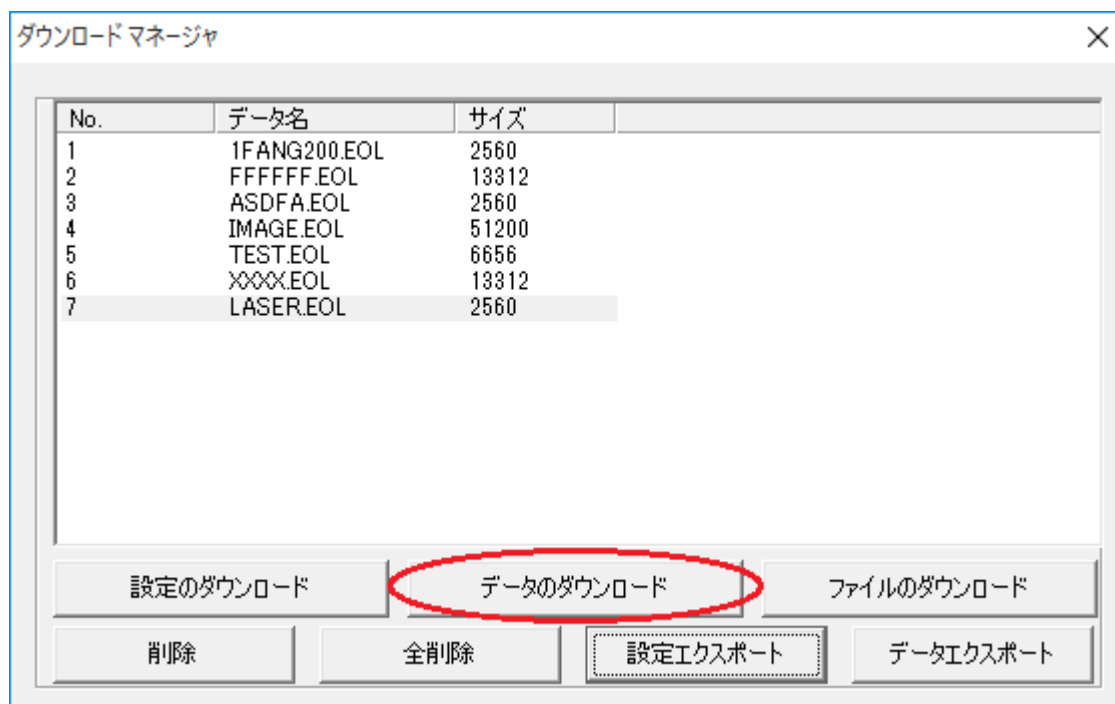 ダウンロード マネージャ
No. データ名 サイズ
1 1FANG200.EOL 2560
2 FFFFFF.EOL 13312
3 ASDFA.EOL 2560
4 IMAGE.EOL 51200
5 TEST.EOL 6656
6 XXXX.EOL 13312
7 LASER.EOL 2560
設定のダウンロード データのダウンロード ファイルのダウンロード
削除 全削除 設定エクスポート データエクスポート